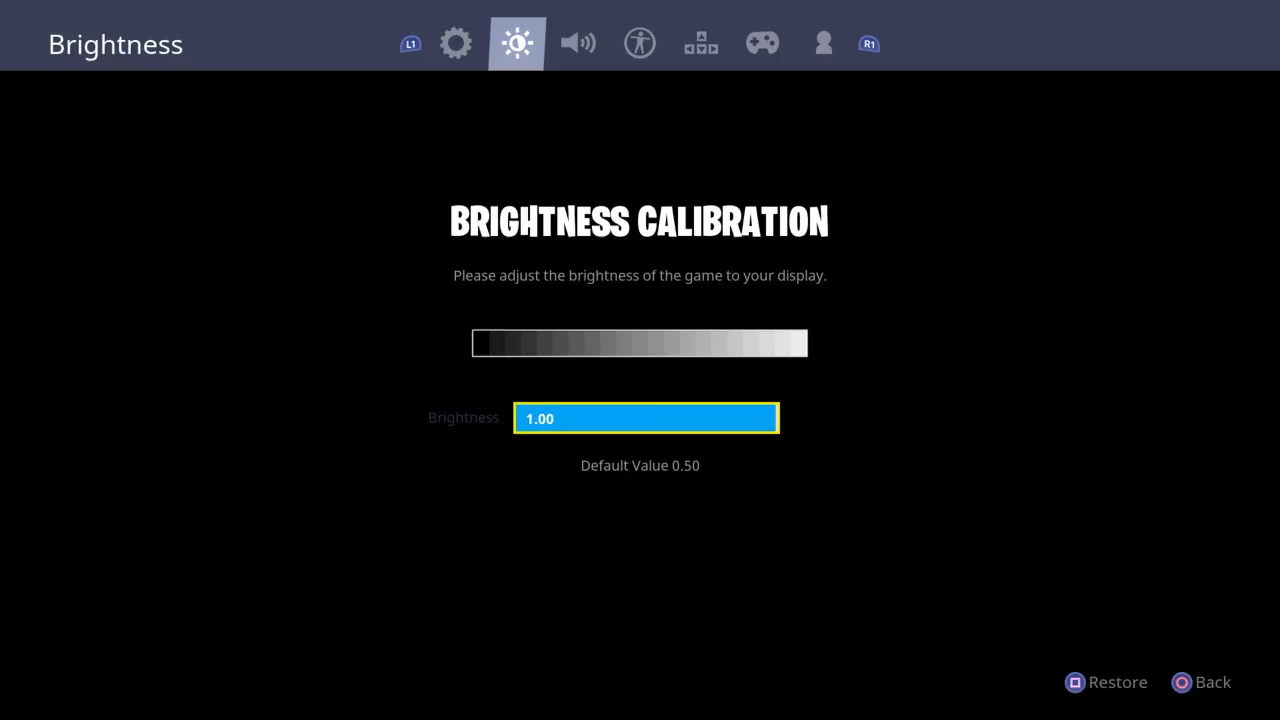 Brightness
L1
R1
BRIGHTNESS CALIBRATION
Please adjust the brightness of the game to your display.
Brightness 1.00
Default Value 0.50
Restore Back